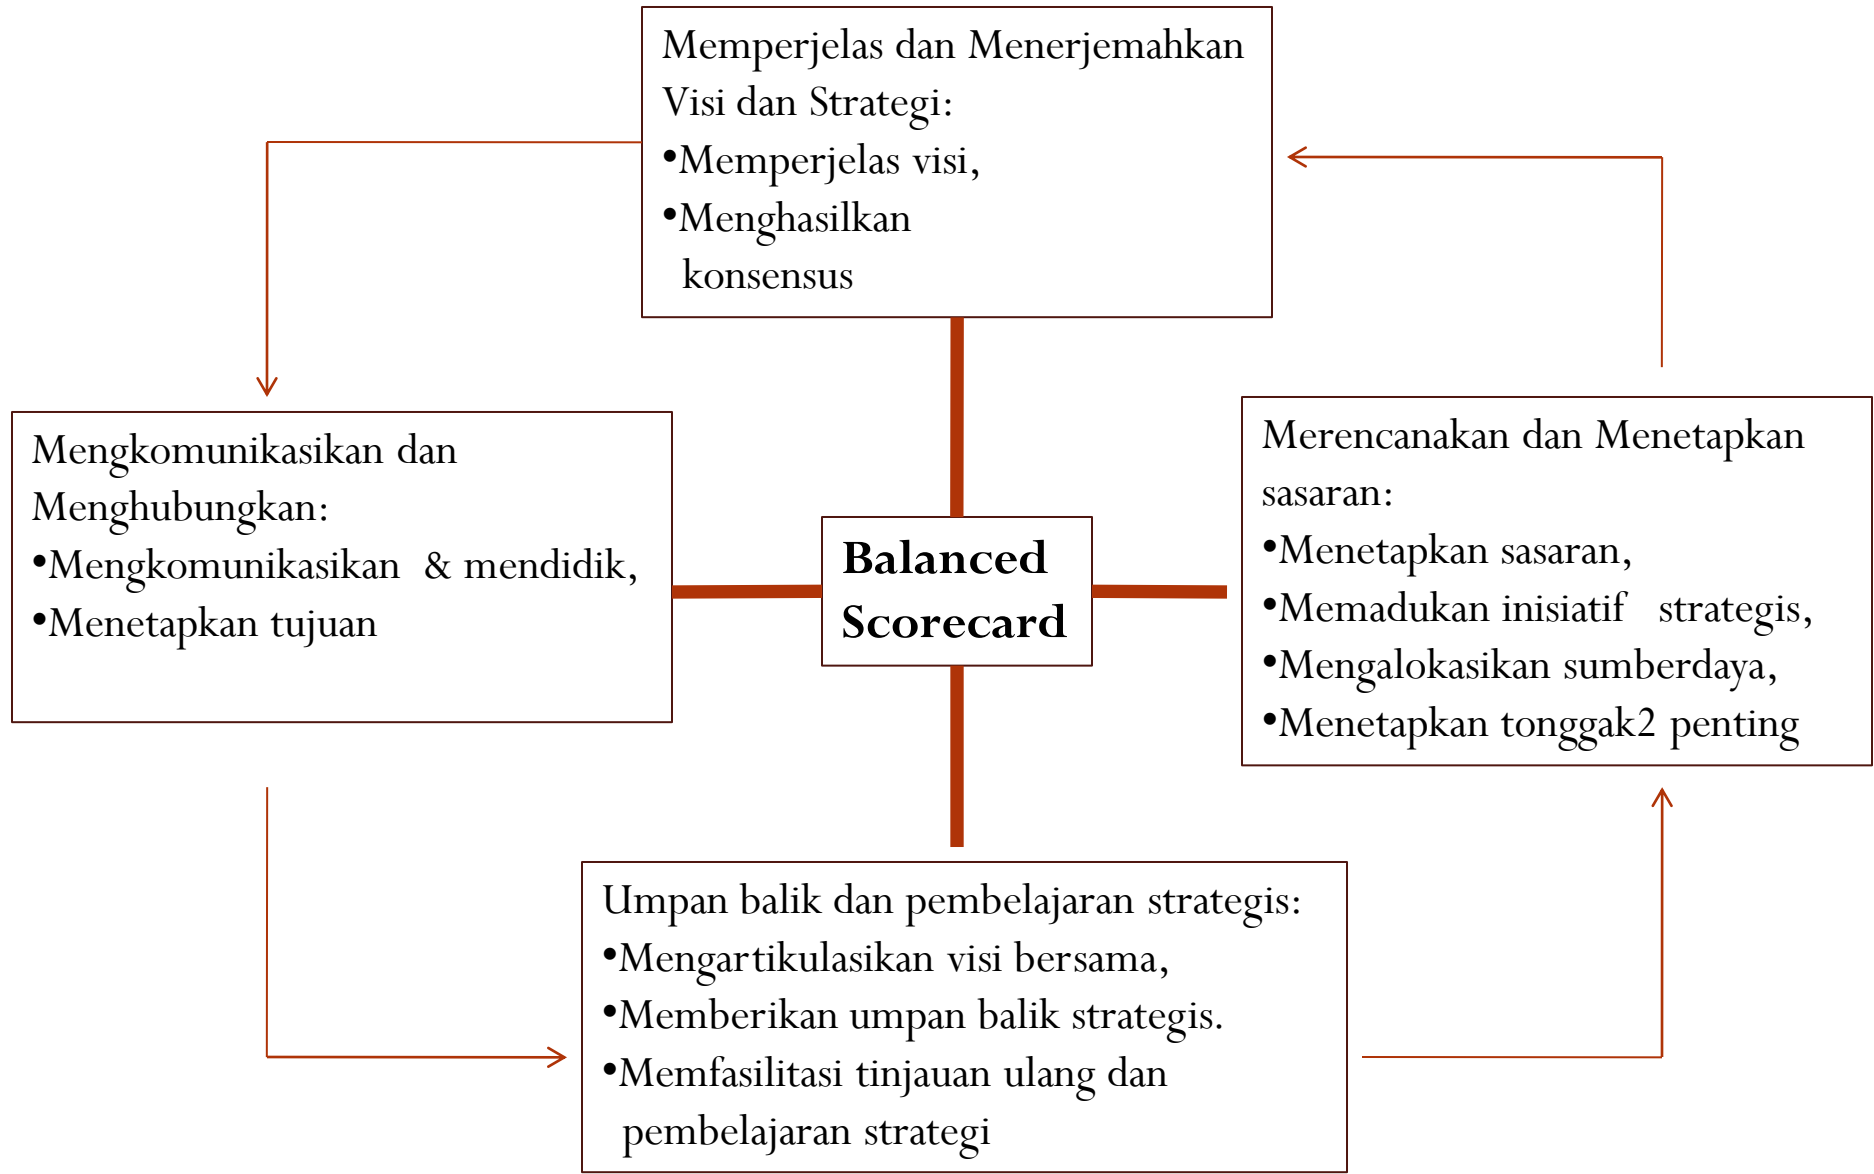 Memperjelas dan Menerjemahkan
Visi dan Strategi:
•Memperjelas visi,
•Menghasilkan
konsensus
Mengkomunikasikan dan
Menghubungkan:
•Mengkomunikasikan & mendidik,
•Menetapkan tujuan
Balanced
Scorecard
Merencanakan dan Menetapkan
sasaran:
•Menetapkan sasaran,
•Memadukan inisiatif strategis,
•Mengalokasikan sumberdaya,
•Menetapkan tonggak2 penting
Umpan balik dan pembelajaran strategis:
•Mengartikulasikan visi bersama,
•Memberikan umpan balik strategis.
•Memfasilitasi tinjauan ulang dan
pembelajaran strategi